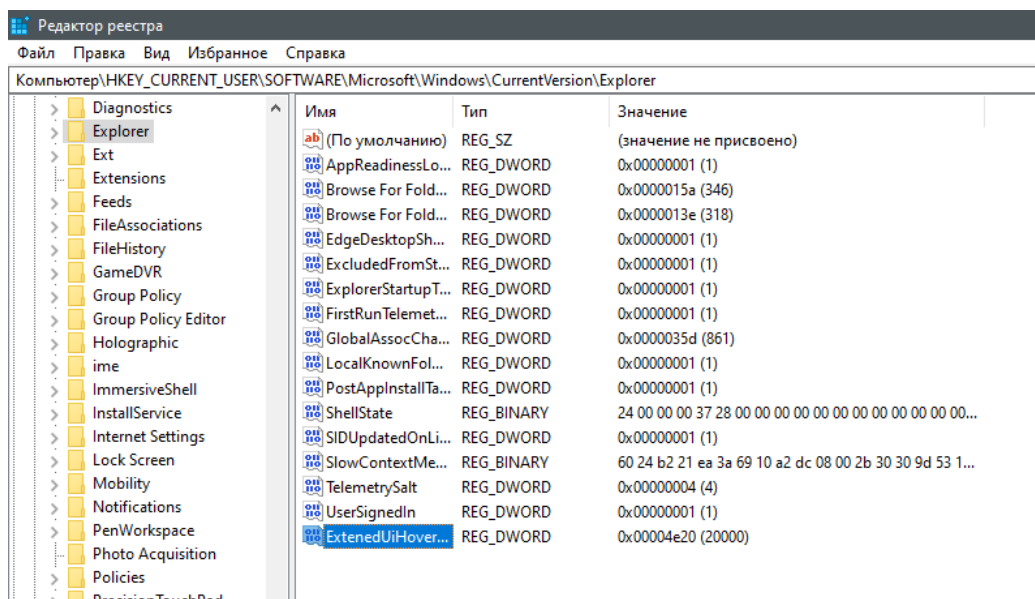 Редактор реестра
Файл Правка Вид Избранное Справка
Компьютер\HKEY_CURRENT_USER\SOFTWARE\Microsoft\Windows\CurrentVersion\Explorer
Diagnostics
Explorer
Ext
Extensions
Feeds
FileAssociations
FileHistory
GameDVR
Group Policy
Group Policy Editor
Holographic
ime
ImmersiveShell
InstallService
Internet Settings
Lock Screen
Mobility
Notifications
PenWorkspace
Photo Acquisition
Policies
PrecisionTouchPad
Имя Тип Значение
(По умолчанию) REG_SZ (значение не присвоено)
AppReadinessLo... REG_DWORD 0x00000001 (1)
Browse For Fold... REG_DWORD 0x0000015a (346)
Browse For Fold... REG_DWORD 0x0000013e (318)
EdgeDesktopSh... REG_DWORD 0x00000001 (1)
ExcludedFromSt... REG_DWORD 0x00000001 (1)
ExplorerStartupT... REG_DWORD 0x00000001 (1)
FirstRunTelemet... REG_DWORD 0x00000001 (1)
GlobalAssocCha... REG_DWORD 0x0000035d (861)
LocalKnownFol... REG_DWORD 0x00000001 (1)
PostAppInstallTa... REG_DWORD 0x00000001 (1)
ShellState REG_BINARY 24 00 00 00 37 28 00 00 00 00 00 00 00 00 00 00 00...
SIDUpdatedOnLi... REG_DWORD 0x00000001 (1)
SlowContextMe... REG_BINARY 60 24 b2 21 ea 3a 69 10 a2 dc 08 00 2b 30 30 9d 53 1...
TelemetrySalt REG_DWORD 0x00000004 (4)
UserSignedIn REG_DWORD 0x00000001 (1)
ExtenedUiHover... REG_DWORD 0x00004e20 (20000)